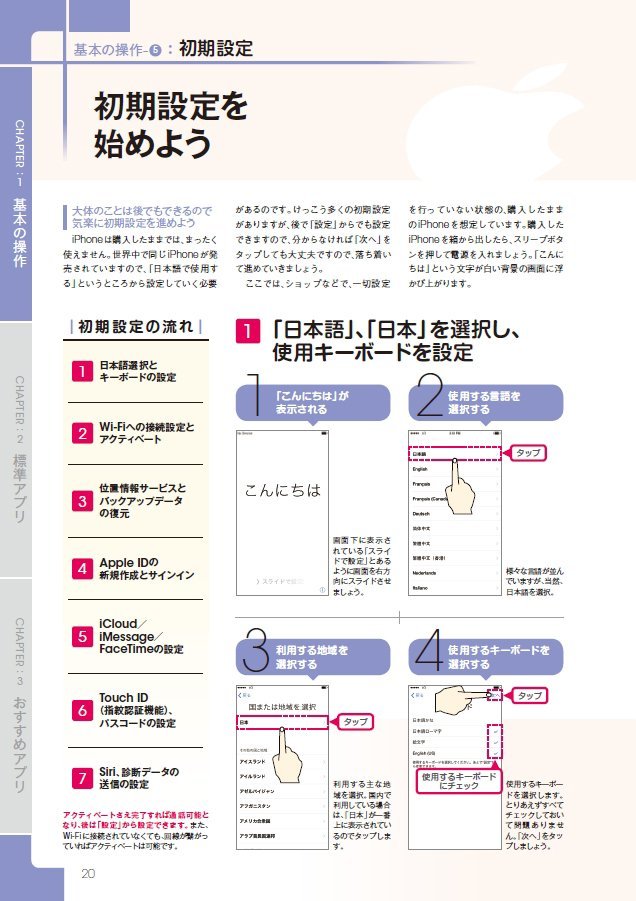 基本の操作-5：初期設定
初期設定を
始めよう
CHAPTER：1 基本の操作
CHAPTER：2 標準アプリ
CHAPTER：3 おすすめアプリ
大体のことは後でもできるので
気楽に初期設定を進めよう
iPhoneは購入したままでは、まったく
使えません。世界中で同じiPhoneが発
売されていますので、「日本語で使用す
る」というところから設定していく必要
があるのです。けっこう多くの初期設定
がありますが、後で「設定」からでも設定
できますので、分からなければ「次へ」を
タップしても大丈夫ですので、落ち着い
て進めていきましょう。
ここでは、ショップなどで、一切設定
を行っていない状態の、購入したまま
のiPhoneを想定しています。購入した
iPhoneを箱から出したら、スリープボタ
ンを押して電源を入れましょう。「こんに
ちは」という文字が白い背景の画面に浮
かび上がります。
初期設定の流れ
1 日本語選択と
キーボードの設定
2 Wi-Fiへの接続設定と
アクティベート
3 位置情報サービスと
バックアップデータ
の復元
4 Apple IDの
新規作成とサインイン
5 iCloud／
iMessage／
FaceTimeの設定
6 Touch ID
（指紋認証機能）、
パスコードの設定
7 Siri、診断データの
送信の設定
アクティベートさえ完了すれば通話可能と
なり、後は「設定」から設定できます。また、
Wi-Fiに接続されていなくても、回線が繋がっ
ていればアクティベートは可能です。
1 「日本語」、「日本」を選択し、
使用キーボードを設定
1 「こんにちは」が
表示される
No Service
こんにちは
スライドで設定
画面下に表示さ
れている「スライ
ドで設定」とある
ように画面を右方
向にスライドさせ
ましょう。
2 使用する言語を
選択する
日本語
English
Français
Français (Canada)
Deutsch
简体中文
繁體中文
繁體中文（香港）
Nederlands
Italiano
タップ
様々な言語が並ん
でいますが、当然、
日本語を選択。
3 利用する地域を
選択する
戻る
国または地域を選択
日本
その他の国と地域
アイスランド
アイルランド
アゼルバイジャン
アフガニスタン
アメリカ合衆国
アラブ首長国連邦
タップ
利用する主な地
域を選択。国内で
利用している場合
は、「日本」が一番
上に表示されてい
るのでタップしま
す。
4 使用するキーボードを
選択する
戻る
次へ
日本語かな
日本語ローマ字
絵文字
English (US)
タップ
使用するキーボード
にチェック
使用するキーボー
ドを選択します。
とりあえずすべて
チェックしておい
て問題ありませ
ん。「次へ」をタッ
プしましょう。
20